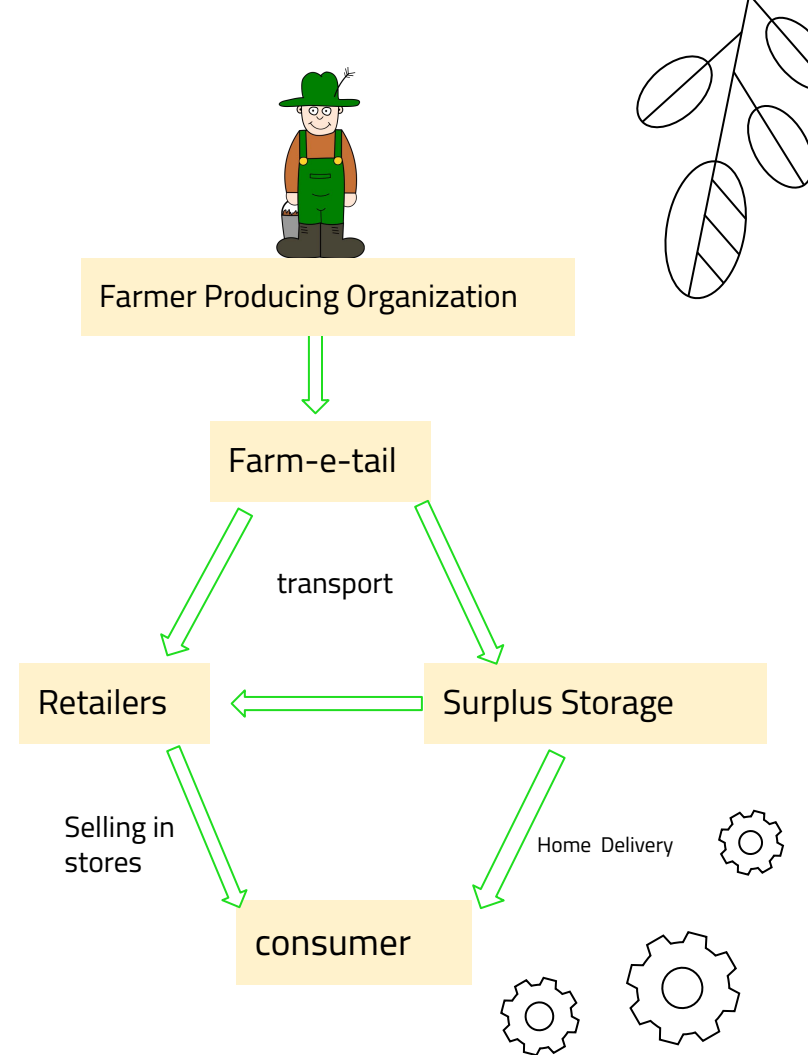 Farmer Producing Organization
Farm-e-tail
transport
Retailers
Surplus Storage
Selling in
stores
Home Delivery
consumer